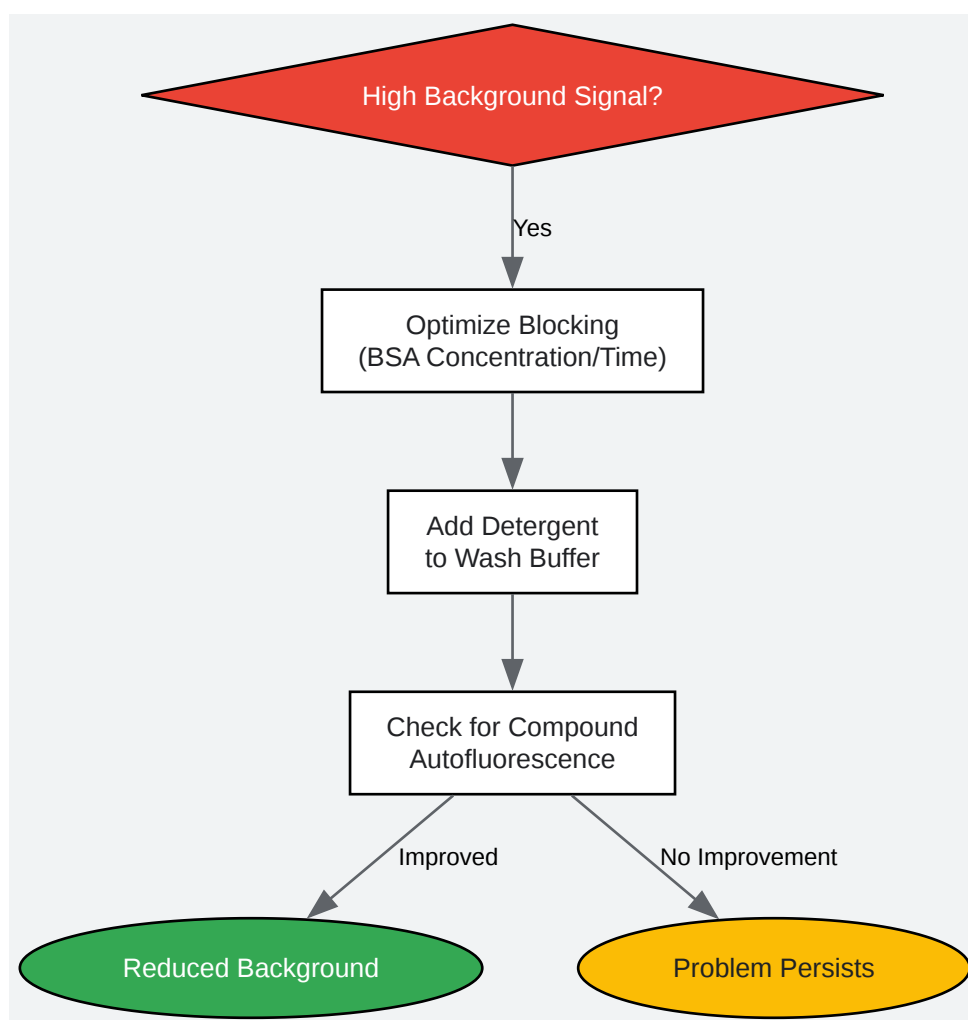 High Background Signal?
Yes
Optimize Blocking
(BSA Concentration/Time)
Add Detergent
to Wash Buffer
Check for Compound
Autofluorescence
Improved
No Improvement
Reduced Background
Problem Persists